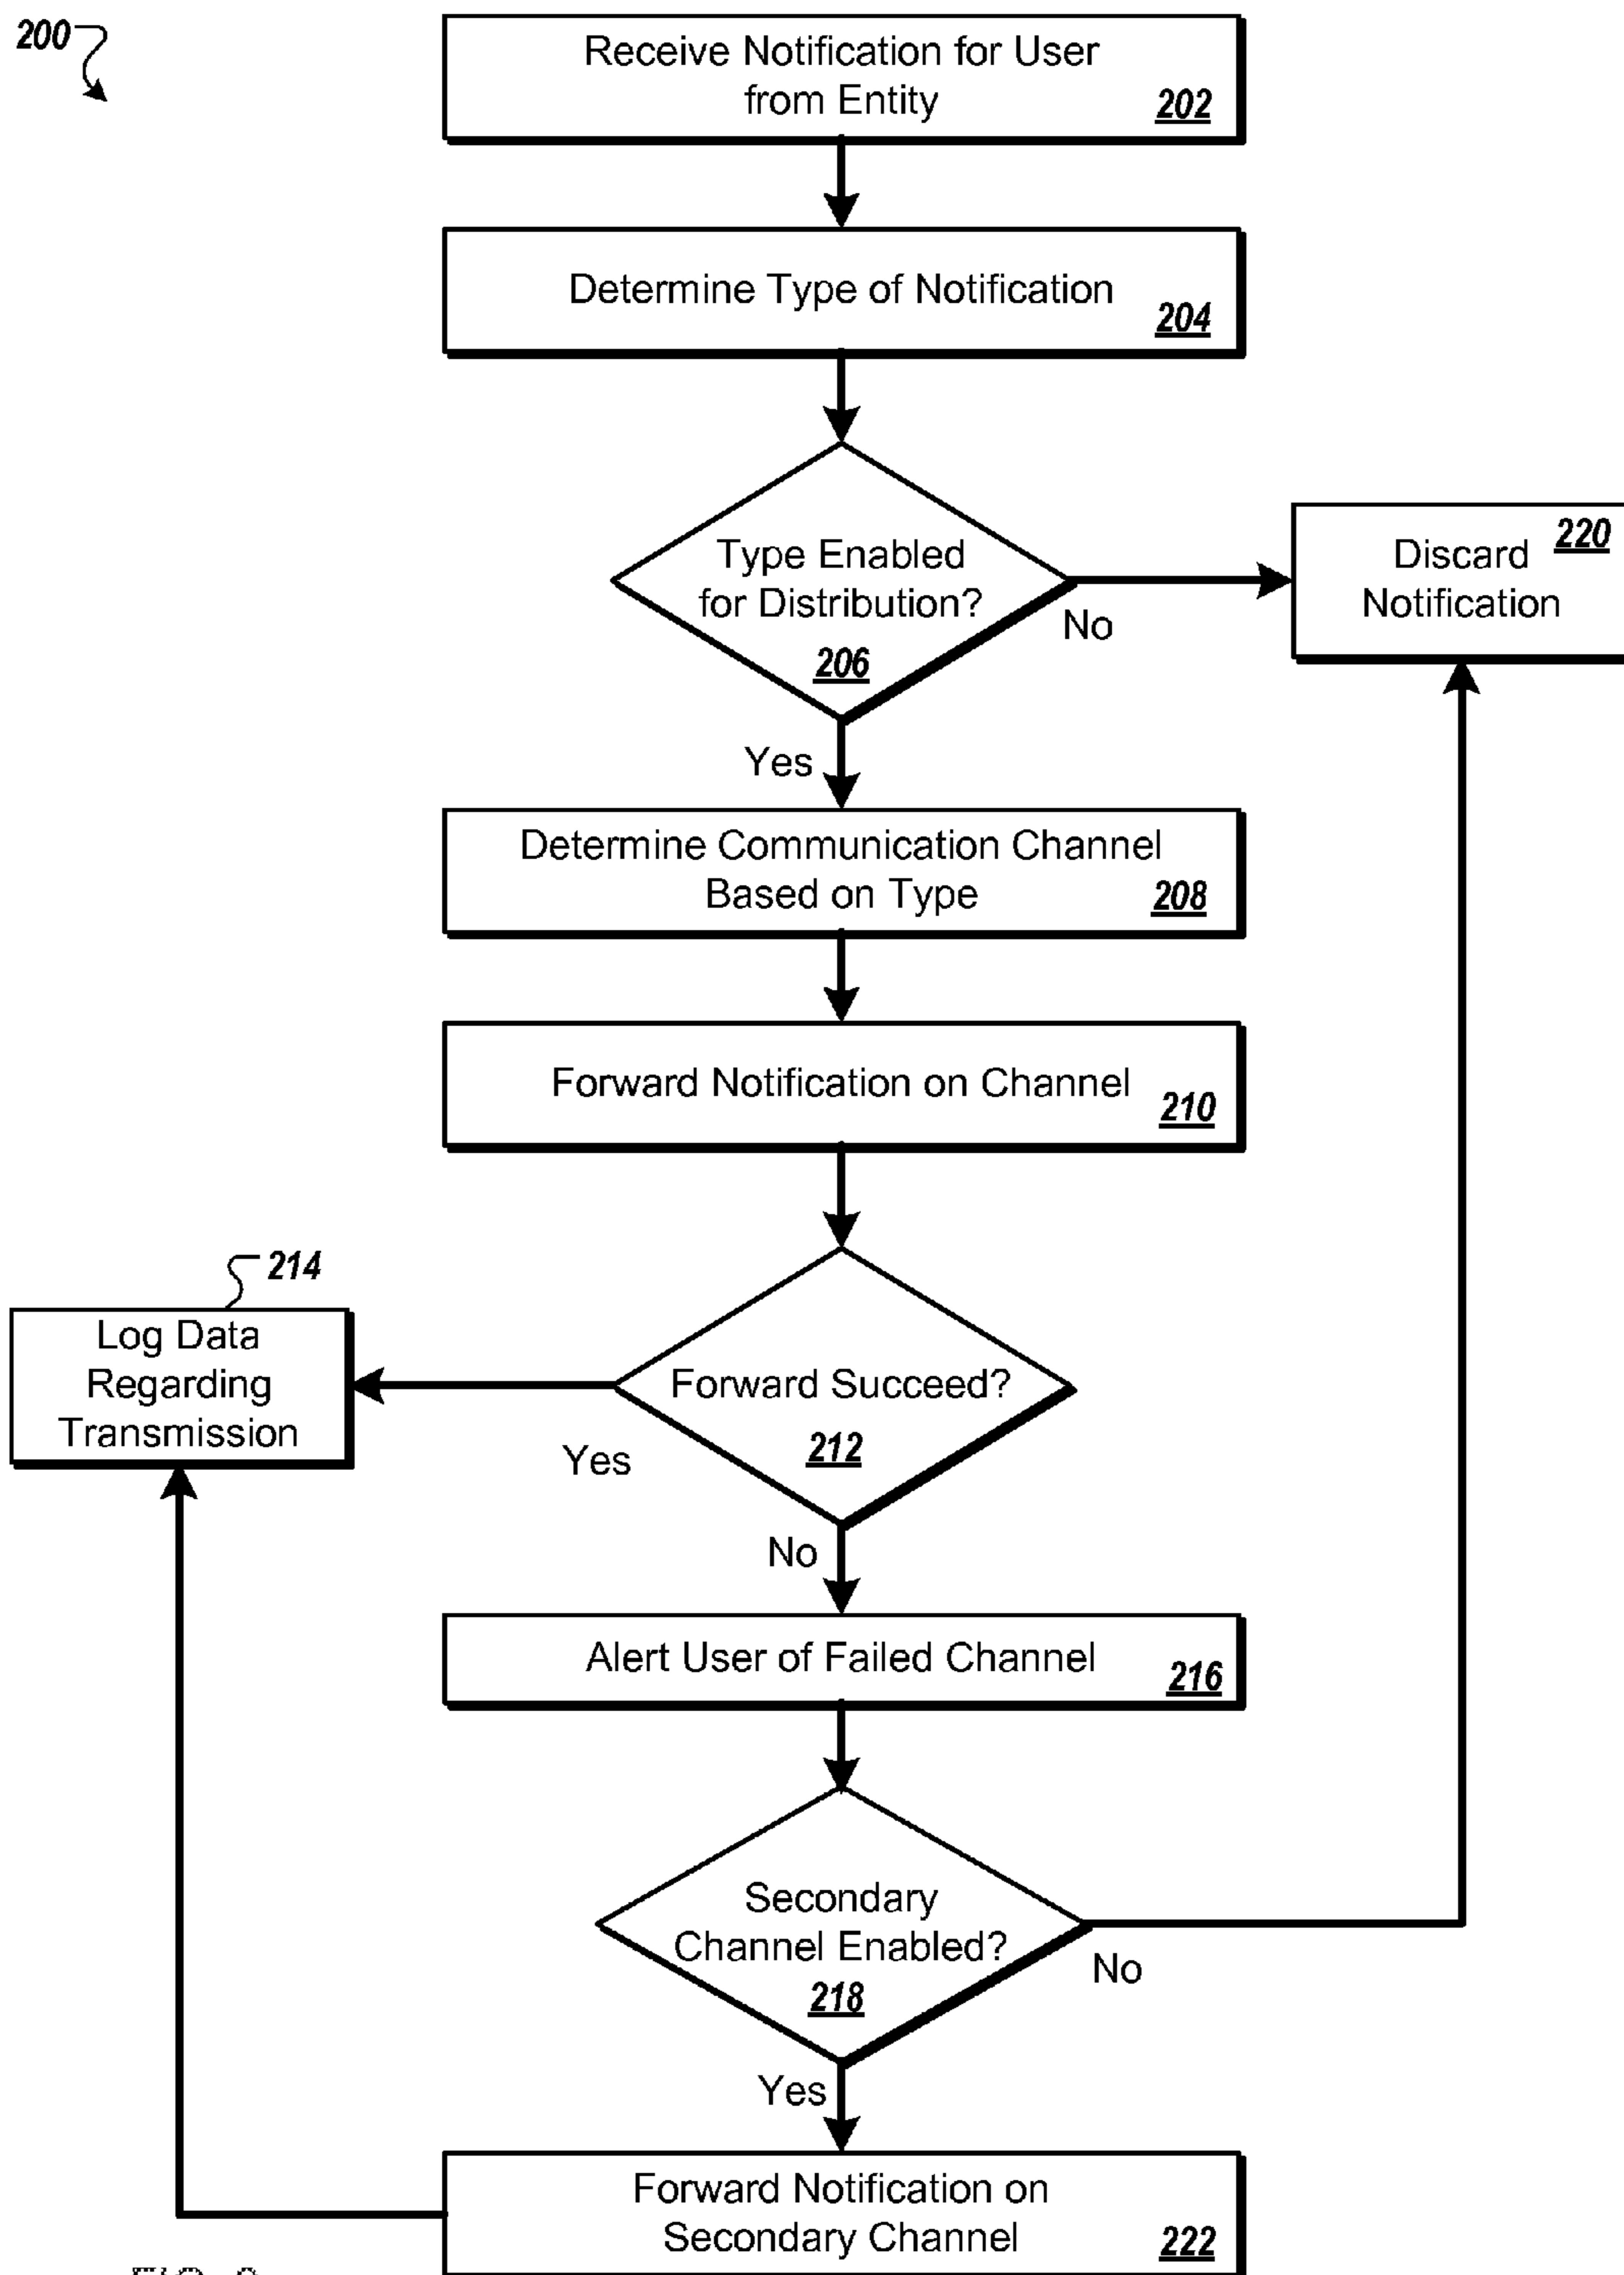 200
Receive Notification for User
from Entity
202
Determine Type of Notification
204
Type Enabled
for Distribution?
206
No
Discard
Notification
220
Yes
Determine Communication Channel
Based on Type
208
Forward Notification on Channel
210
214
Log Data
Regarding
Transmission
Forward Succeed?
212
Yes
No
Alert User of Failed Channel
216
Secondary
Channel Enabled?
218
No
Yes
Forward Notification on
Secondary Channel
222